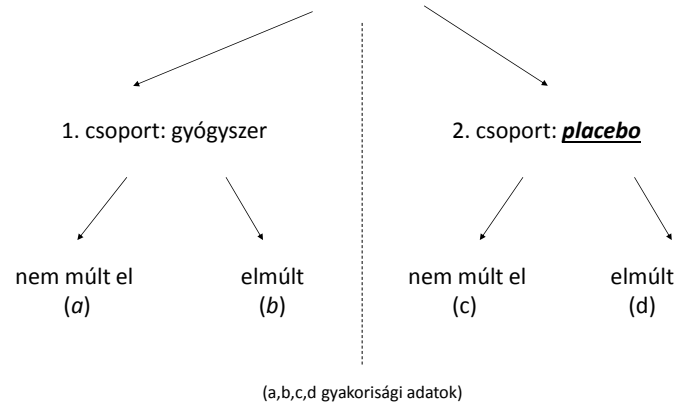 1. csoport: gyógyszer
2. csoport: placebo
nem múlt el
(a)
elmúlt
(b)
nem múlt el
(c)
elmúlt
(d)
(a,b,c,d gyakorisági adatok)